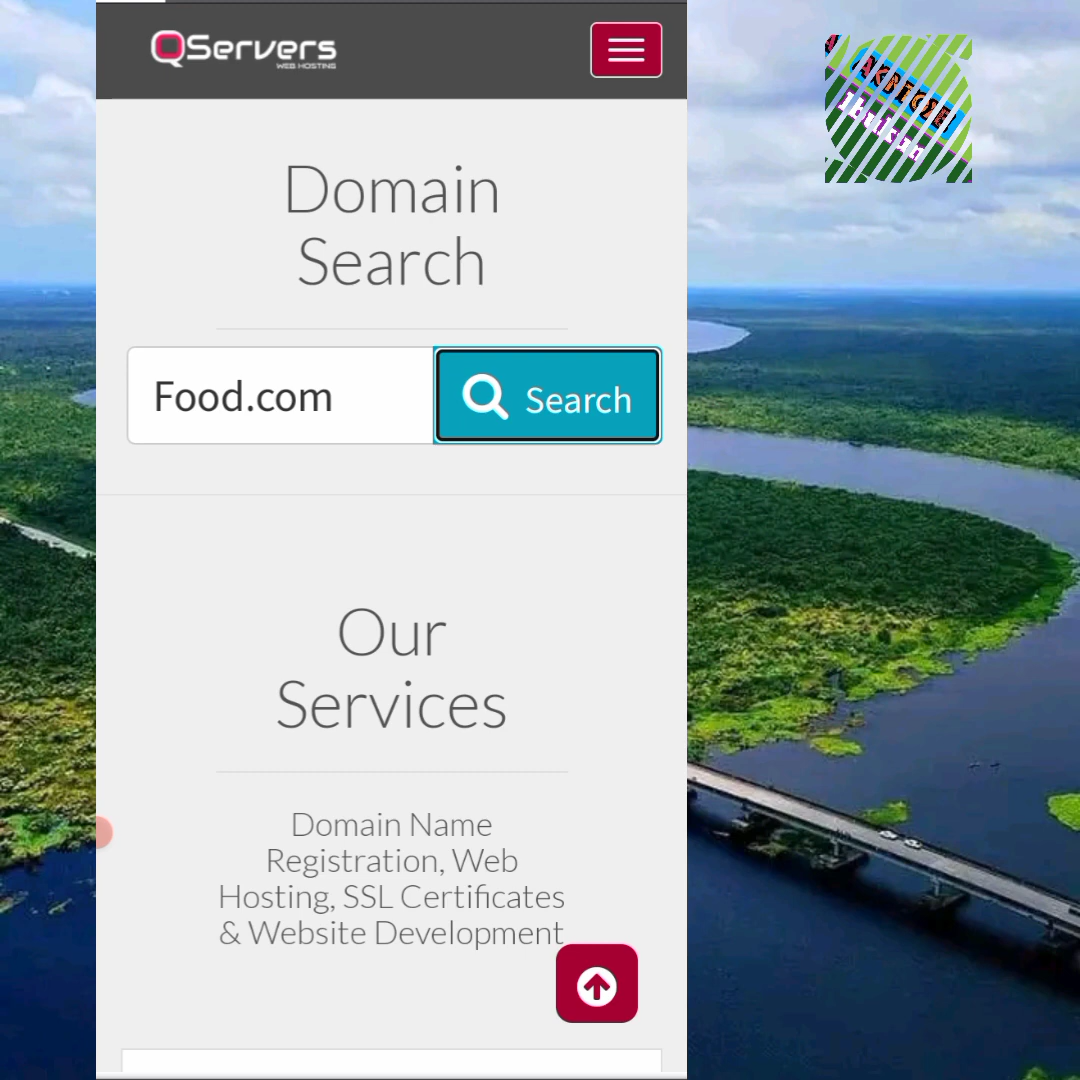 QServers
WEB HOSTING
Domain
Search
Food.com
Search
Our
Services
Domain Name
Registration, Web
Hosting, SSL Certificates
& Website Development
Ibukun